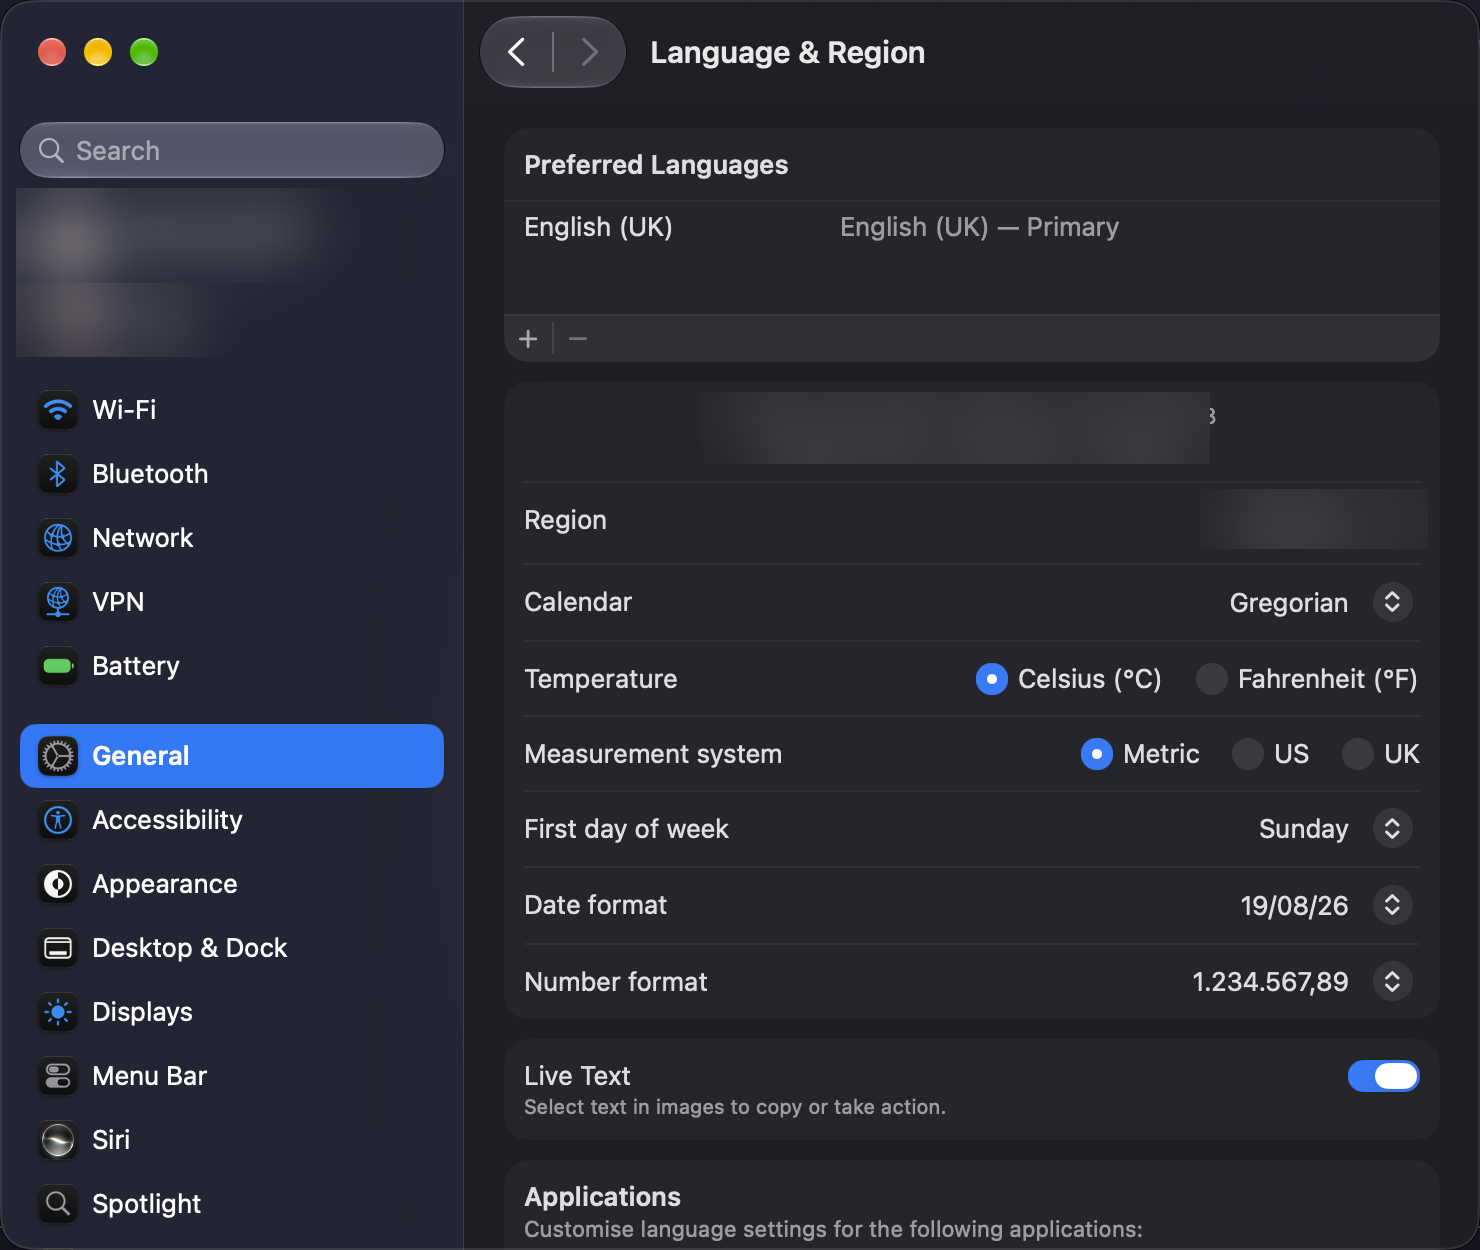 Language & Region
Search
Wi-Fi
Bluetooth
Network
VPN
Battery
General
Accessibility
Appearance
Desktop & Dock
Displays
Menu Bar
Siri
Spotlight
Preferred Languages
English (UK) English (UK) — Primary
Region
Calendar Gregorian
Temperature Celsius (°C) Fahrenheit (°F)
Measurement system Metric US UK
First day of week Sunday
Date format 19/08/26
Number format 1.234.567,89
Live Text
Select text in images to copy or take action.
Applications
Customise language settings for the following applications: